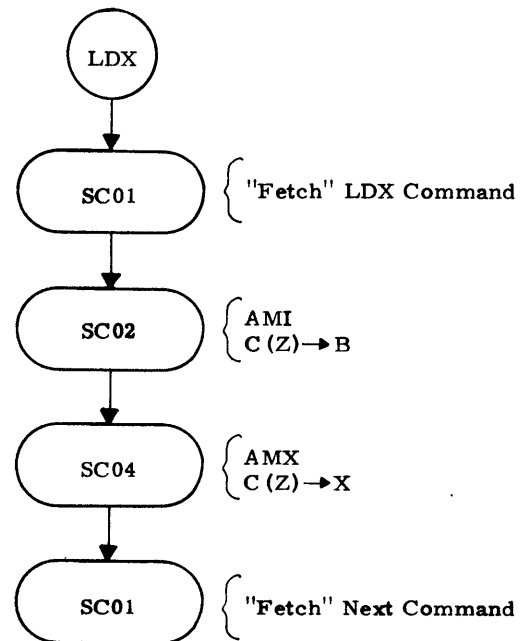 LDX
SC01
"Fetch" LDX Command
SC02
AMI
C(Z)→B
SC04
AMX
C(Z)→X
SC01
"Fetch" Next Command